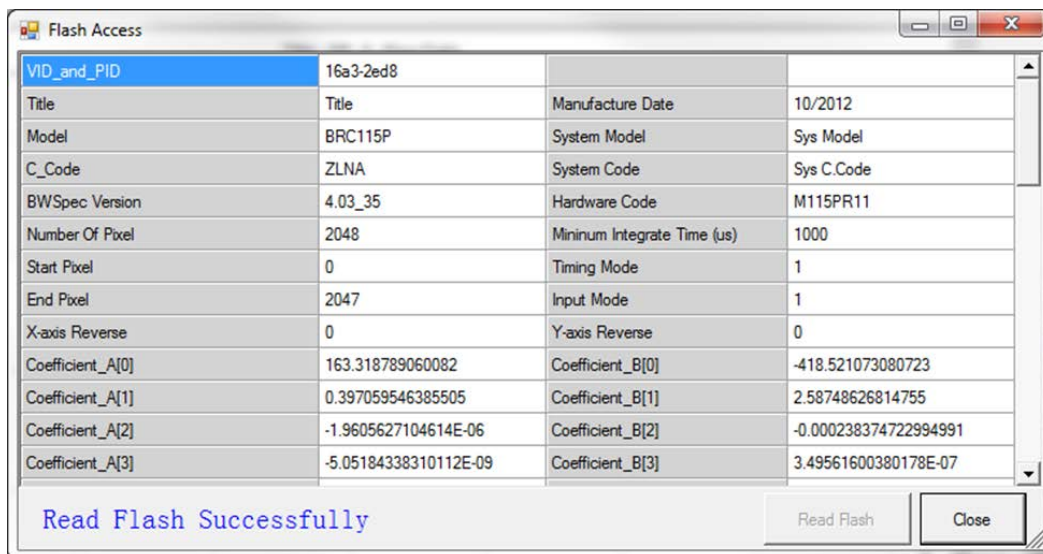 Flash Access
VID_and_PID 16a3-2ed8
Title Title Manufacture Date 10/2012
Model BRC115P System Model Sys Model
C_Code ZLNA System Code Sys C.Code
BWSpec Version 4.03_35 Hardware Code M115PR11
Number Of Pixel 2048 Mininum Integrate Time (us) 1000
Start Pixel 0 Timing Mode 1
End Pixel 2047 Input Mode 1
X-axis Reverse 0 Y-axis Reverse 0
Coefficient_A[0] 163.318789060082 Coefficient_B[0] -418.521073080723
Coefficient_A[1] 0.397059546385505 Coefficient_B[1] 2.58748626814755
Coefficient_A[2] -1.9605627104614E-06 Coefficient_B[2] -0.000238374722994991
Coefficient_A[3] -5.05184338310112E-09 Coefficient_B[3] 3.49561600380178E-07
Read Flash Successfully Read Flash Close